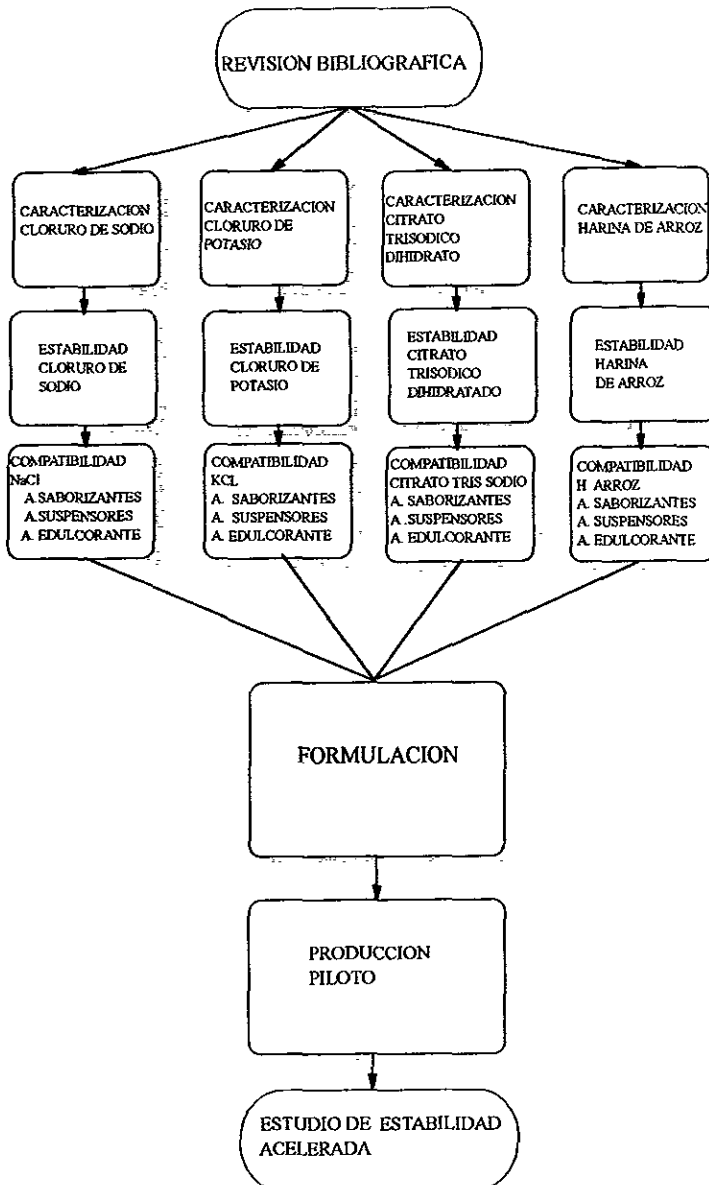 REVISION BIBLIOGRAFICA
CARACTERIZACION
CLORURO DE SODIO
CARACTERIZACION
CLORURO DE
POTASIO
CARACTERIZACION
CITRATO
TRISODICO
DIHIDRATO
CARACTERIZACION
HARINA DE ARROZ
ESTABILIDAD
CLORURO DE
SODIO
ESTABILIDAD
CLORURO DE
POTASIO
ESTABILIDAD
CITRATO
TRISODICO
DIHIDRATADO
ESTABILIDAD
HARINA
DE ARROZ
COMPATIBILIDAD
NaCl
A.SABORIZANTES
A.SUSPENSORES
A. EDULCORANTE
COMPATIBILIDAD
KCL
A. SABORIZANTES
A. SUSPENSORES
A. EDULCORANTE
COMPATIBILIDAD
CITRATO TRIS SODIO
A. SABORIZANTES
A. SUSPENSORES
A. EDULCORANTE
COMPATIBILIDAD
H ARROZ
A. SABORIZANTES
A. SUSPENSORES
A. EDULCORANTE
FORMULACION
PRODUCCION
PILOTO
ESTUDIO DE ESTABILIDAD
ACELERADA